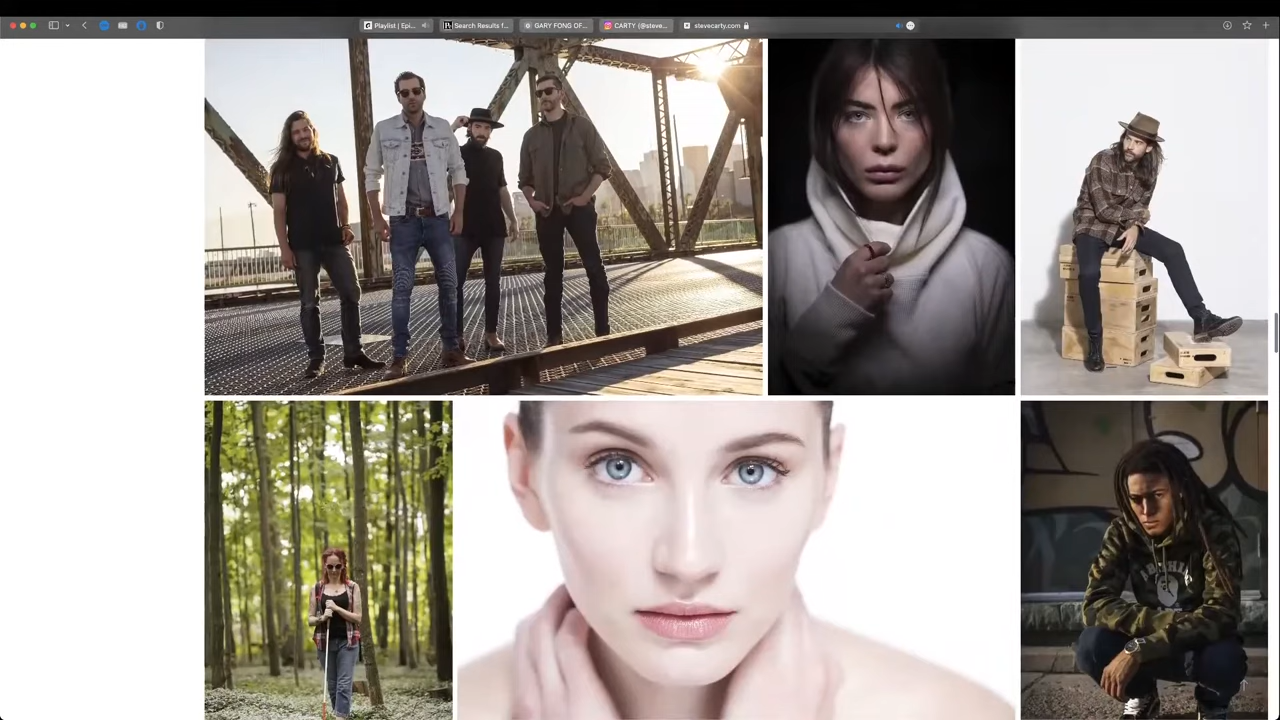 Playlist | Epi...
Search Results f...
GARY FONG OF...
CARTY (@steve...
stevecarty.com